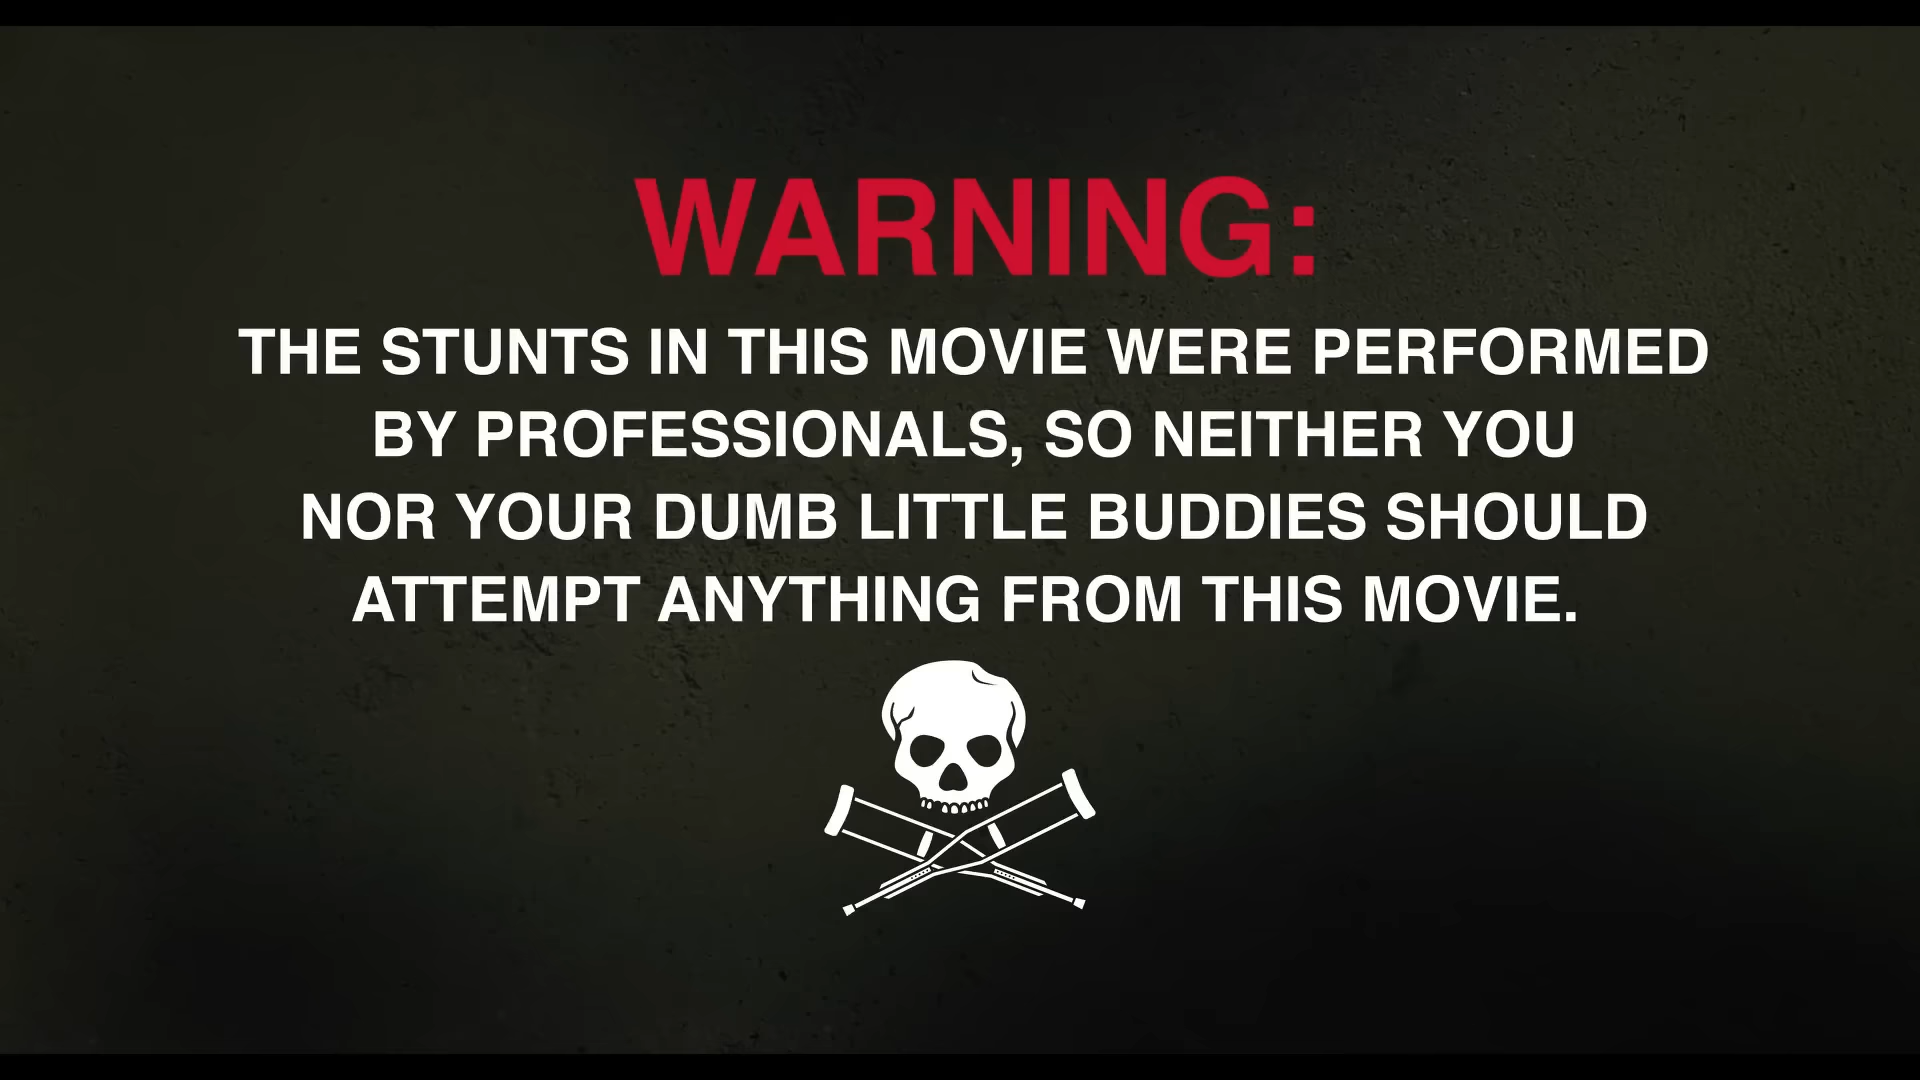 WARNING:
THE STUNTS IN THIS MOVIE WERE PERFORMED
BY PROFESSIONALS, SO NEITHER YOU
NOR YOUR DUMB LITTLE BUDDIES SHOULD
ATTEMPT ANYTHING FROM THIS MOVIE.